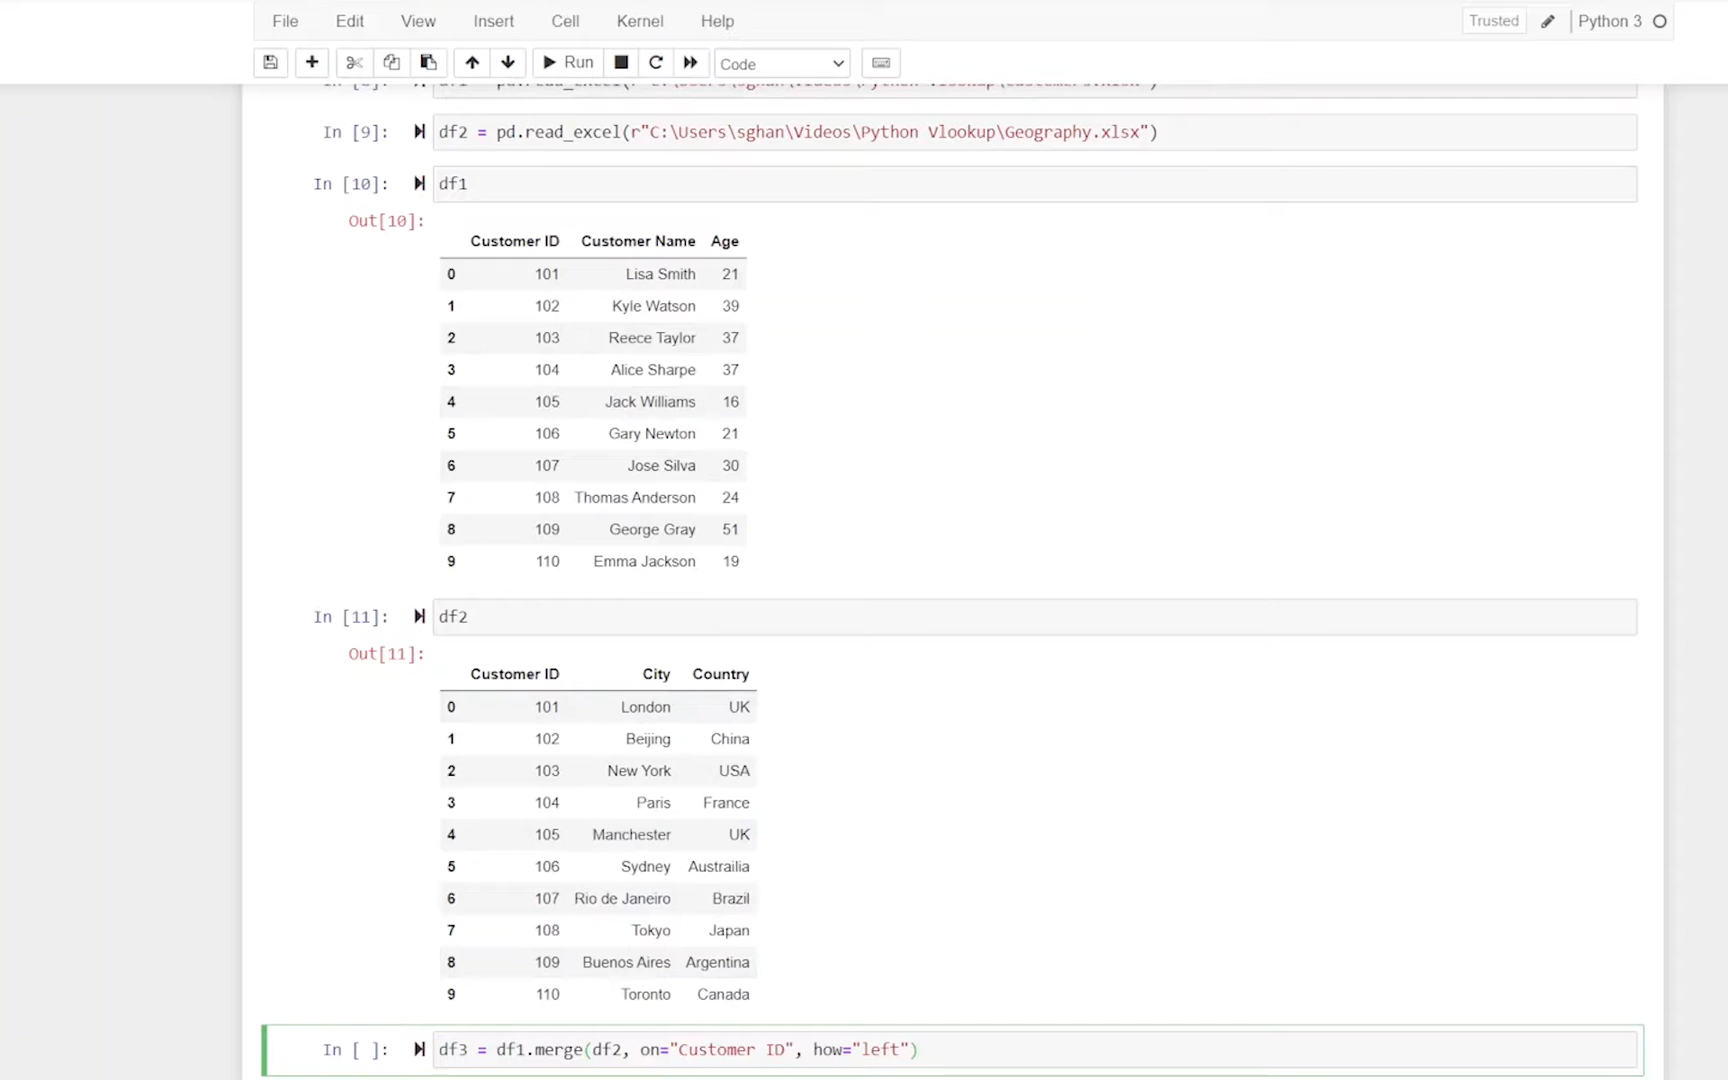 File Edit View Insert Cell Kernel Help Trusted Python 3
Run Code
In [9]: df2 = pd.read_excel(r"C:\Users\sghan\Videos\Python Vlookup\Geography.xlsx")
In [10]: df1
Out[10]:
Customer ID Customer Name Age
0 101 Lisa Smith 21
1 102 Kyle Watson 39
2 103 Reece Taylor 37
3 104 Alice Sharpe 37
4 105 Jack Williams 16
5 106 Gary Newton 21
6 107 Jose Silva 30
7 108 Thomas Anderson 24
8 109 George Gray 51
9 110 Emma Jackson 19
In [11]: df2
Out[11]:
Customer ID City Country
0 101 London UK
1 102 Beijing China
2 103 New York USA
3 104 Paris France
4 105 Manchester UK
5 106 Sydney Austrailia
6 107 Rio de Janeiro Brazil
7 108 Tokyo Japan
8 109 Buenos Aires Argentina
9 110 Toronto Canada
In [ ]: df3 = df1.merge(df2, on="Customer ID", how="left")